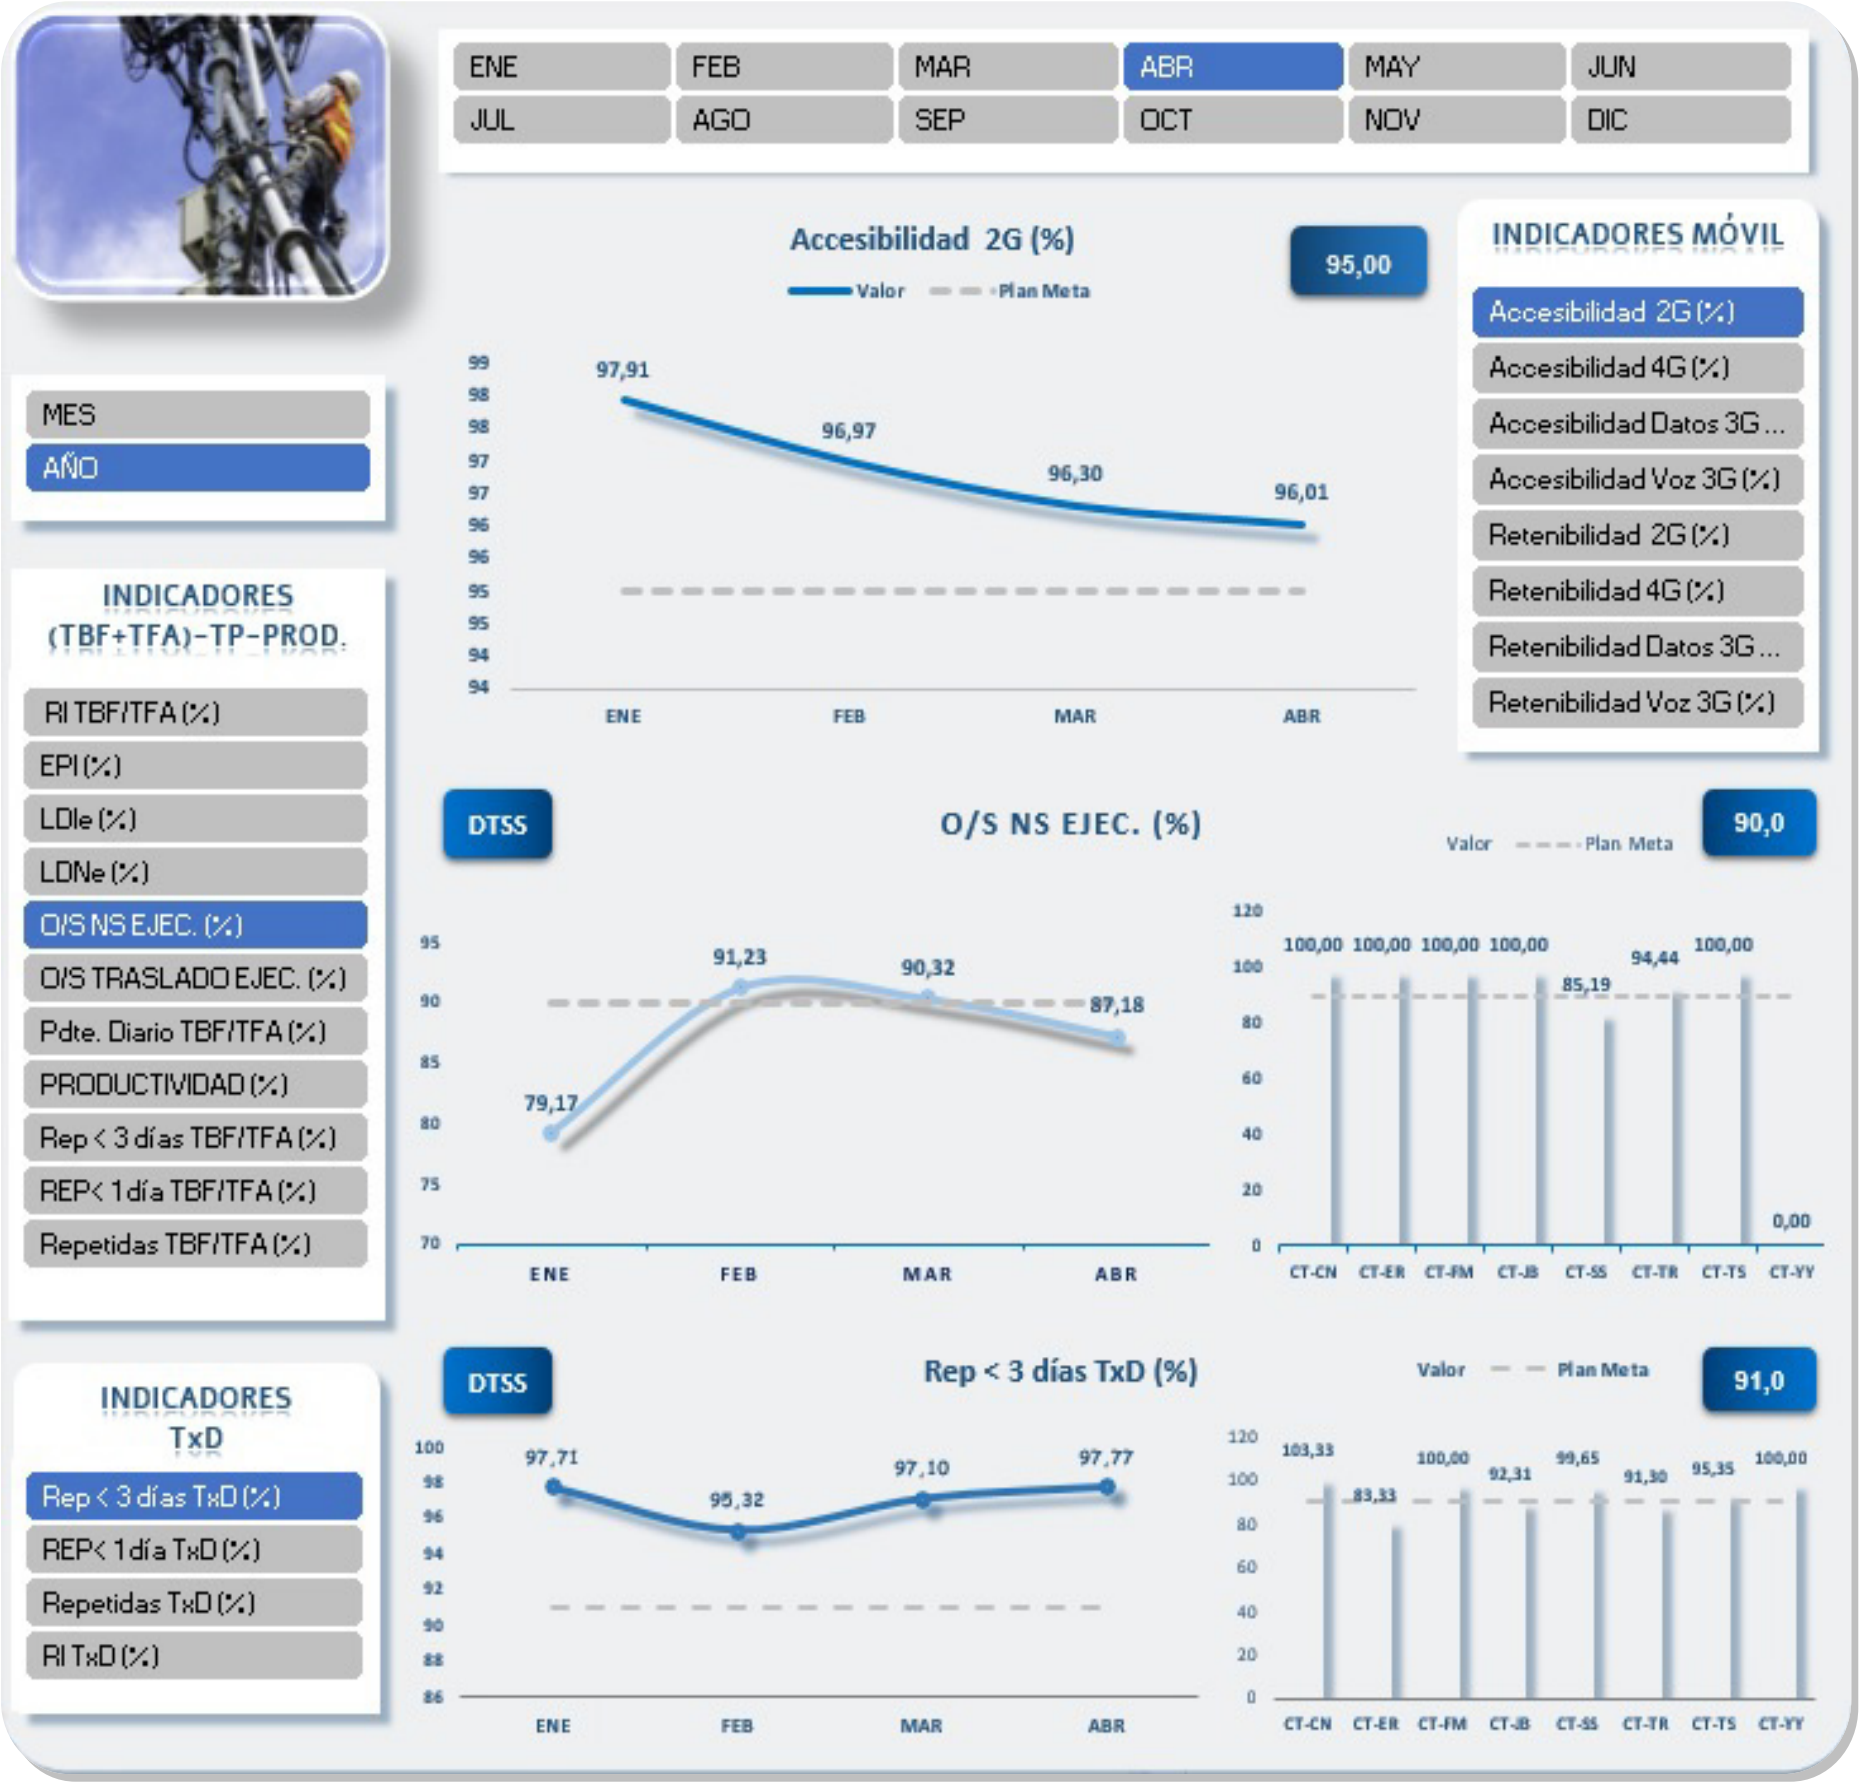 ENE
FEB
MAR
ABR
MAY
JUN
JUL
AGO
SEP
OCT
NOV
DIC
MES
AÑO
INDICADORES
(TBF+TFA)-TP-PROD.
RI TBF/TFA (%)
EPI (%)
LDIe (%)
LDNe (%)
O/S NS EJEC. (%)
O/S TRASLADO EJEC. (%)
Pdte. Diario TBF/TFA (%)
PRODUCTIVIDAD (%)
Rep < 3 días TBF/TFA (%)
REP< 1 día TBF/TFA (%)
Repetidas TBF/TFA (%)
INDICADORES
TxD
Rep < 3 días TxD (%)
REP< 1 día TxD (%)
Repetidas TxD (%)
RI TxD (%)
Accesibilidad 2G (%)
Valor
Plan Meta
95,00
99
98
98
97
97
96
96
95
95
94
94
97,91
96,97
96,30
96,01
ENE
FEB
MAR
ABR
INDICADORES MÓVIL
Accesibilidad 2G (%)
Accesibilidad 4G (%)
Accesibilidad Datos 3G ...
Accesibilidad Voz 3G (%)
Retenibilidad 2G (%)
Retenibilidad 4G (%)
Retenibilidad Datos 3G ...
Retenibilidad Voz 3G (%)
DTSS
O/S NS EJEC. (%)
Valor
Plan Meta
90,0
95
90
85
80
75
70
79,17
91,23
90,32
87,18
ENE
FEB
MAR
ABR
120
100
80
60
40
20
0
100,00
100,00
100,00
100,00
85,19
94,44
100,00
0,00
CT-CN
CT-ER
CT-FM
CT-JB
CT-SS
CT-TR
CT-TS
CT-YY
DTSS
Rep < 3 días TxD (%)
Valor
Plan Meta
91,0
100
98
96
94
92
90
88
86
97,71
95,32
97,10
97,77
ENE
FEB
MAR
ABR
120
100
80
60
40
20
0
103,33
83,33
100,00
92,31
99,65
91,30
95,35
100,00
CT-CN
CT-ER
CT-FM
CT-JB
CT-SS
CT-TR
CT-TS
CT-YY